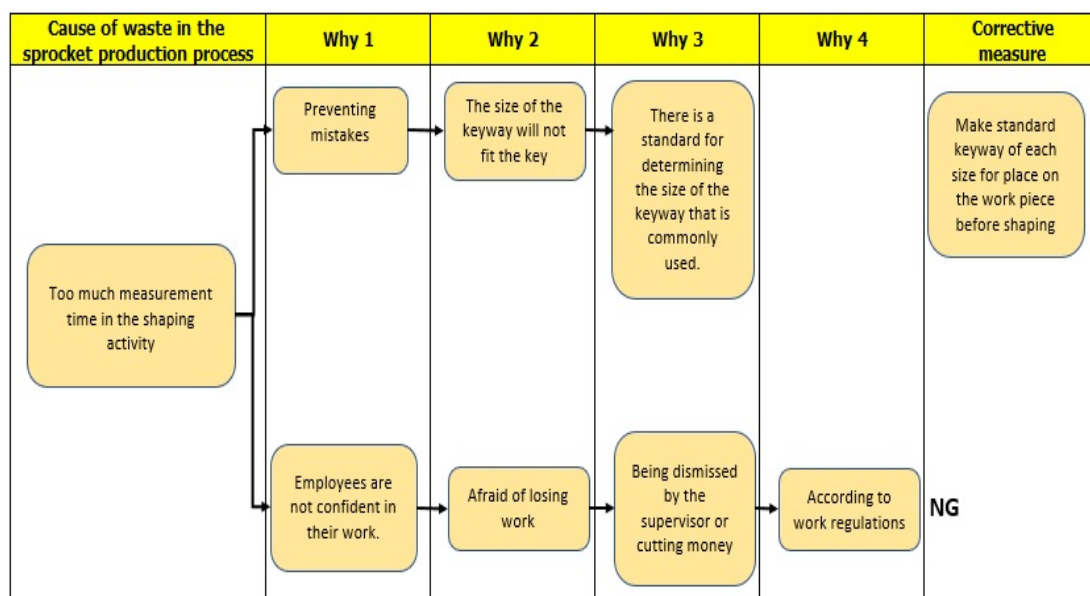 Cause of waste in the
sprocket production process
Why 1
Why 2
Why 3
Why 4
Corrective
measure
Too much measurement
time in the shaping
activity
Preventing
mistakes
The size of the
keyway will not
fit the key
There is a
standard for
determining
the size of the
keyway that is
commonly
used.
Make standard
keyway of each
size for place on
the work piece
before shaping
Employees are
not confident in
their work.
Afraid of losing
work
Being dismissed
by the
supervisor or
cutting money
According to
work regulations
NG